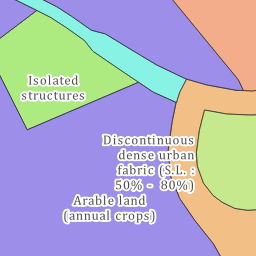 Isolated
structures
Discontinuous
dense urban
fabric (S.L. :
50% - 80%)
Arable land
(annual crops)